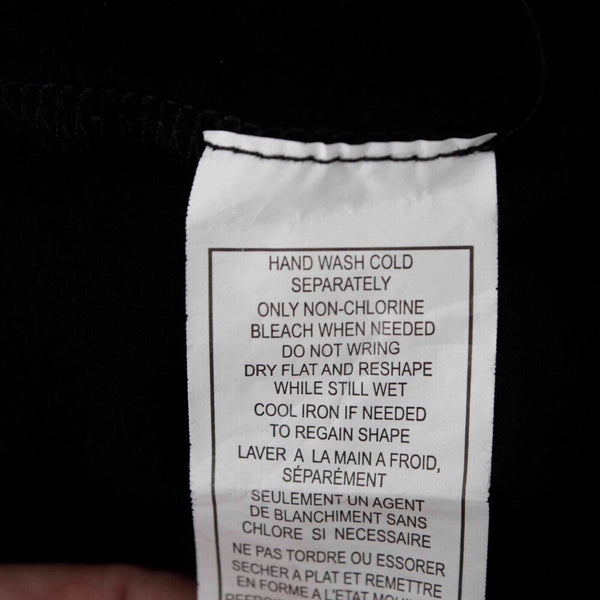 HAND WASH COLD
SEPARATELY
ONLY NON-CHLORINE
BLEACH WHEN NEEDED
DO NOT WRING
DRY FLAT AND RESHAPE
WHILE STILL WET
COOL IRON IF NEEDED
TO REGAIN SHAPE
LAVER A LA MAIN A FROID,
SÉPARÉMENT
SEULEMENT UN AGENT
DE BLANCHIMENT SANS
CHLORE SI NECESSAIRE
NE PAS TORDRE OU ESSORER
SECHER A PLAT ET REMETTRE
EN FORME A L'ETAT